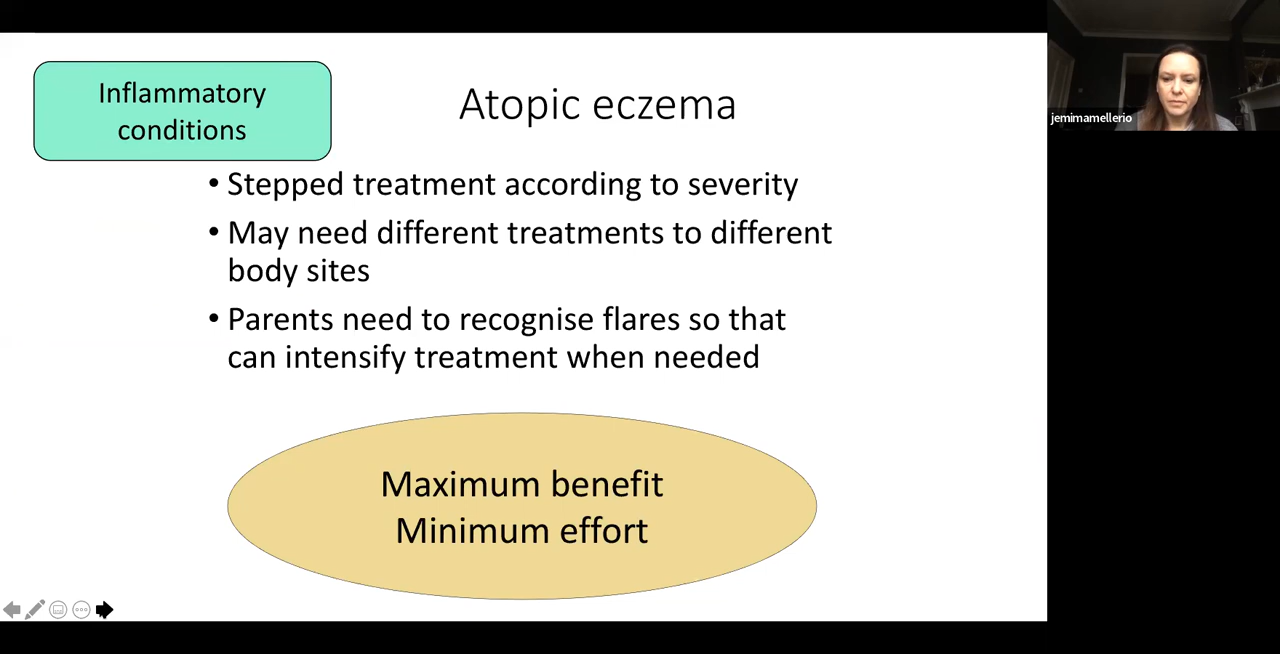 Inflammatory
conditions
Atopic eczema
• Stepped treatment according to severity
• May need different treatments to different
body sites
• Parents need to recognise flares so that
can intensify treatment when needed
Maximum benefit
Minimum effort
jemimamellerio